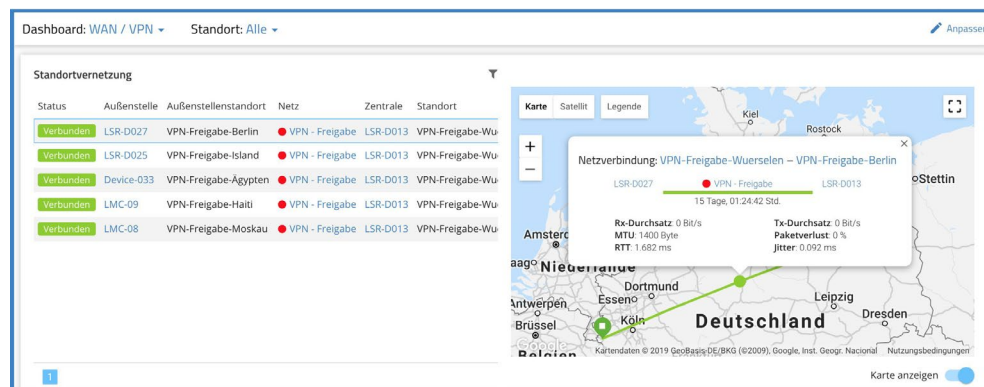 Dashboard: WAN / VPN Standort: Alle Anpassen
Standortvernetzung
Status Außenstelle Außenstellenstandort Netz Zentrale Standort
Verbunden LSR-D027 VPN-Freigabe-Berlin VPN - Freigabe LSR-D013 VPN-Freigabe-Wu
Verbunden LSR-D025 VPN-Freigabe-Island VPN - Freigabe LSR-D013 VPN-Freigabe-Wu
Verbunden Device-033 VPN-Freigabe-Ägypten VPN - Freigabe LSR-D013 VPN-Freigabe-Wu
Verbunden LMC-09 VPN-Freigabe-Haiti VPN - Freigabe LSR-D013 VPN-Freigabe-Wu
Verbunden LMC-08 VPN-Freigabe-Moskau VPN - Freigabe LSR-D013 VPN-Freigabe-Wu
1
Karte Satellit Legende
Kiel
Rostock
+
−
Netzverbindung: VPN-Freigabe-Wuerselen – VPN-Freigabe-Berlin
LSR-D027 VPN - Freigabe LSR-D013
15 Tage, 01:24:42 Std.
Rx-Durchsatz: 0 Bit/s Tx-Durchsatz: 0 Bit/s
MTU: 1400 Byte Paketverlust: 0 %
RTT: 1.682 ms Jitter: 0.092 ms
Stettin
Amsterd
aag Niederlande
Dortmund
Antwerpen Essen Leipzig
Brüssel Köln Deutschland Dresden
Google
Belgien Kartendaten © 2019 GeoBasis-DE/BKG (©2009), Google, Inst. Geogr. Nacional Nutzungsbedingungen
Karte anzeigen